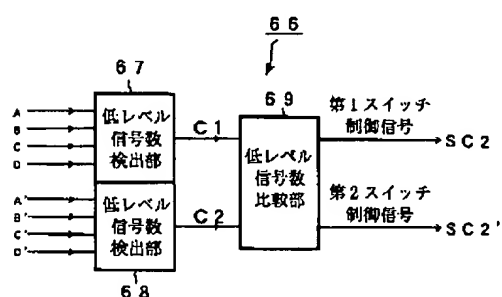 66
67
69
A
B
C
D
低レベル
信号数
検出部
C1
低レベル
信号数
比較部
第1スイッチ
制御信号
SC2
A'
B'
C'
D'
低レベル
信号数
検出部
C2
第2スイッチ
制御信号
SC2'
68